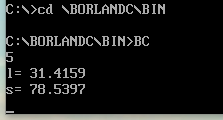 C:\>cd \BORLANDC\BIN
C:\BORLANDC\BIN>BC
5
l= 31.4159
s= 78.5397